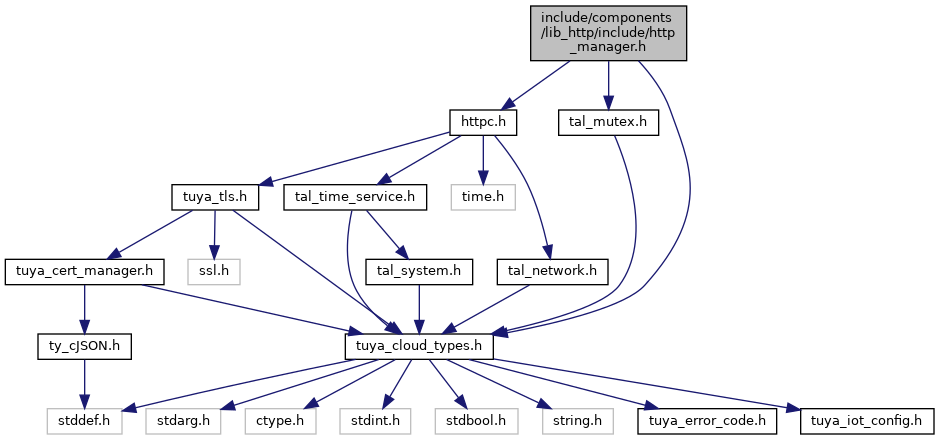 include/components
/lib_http/include/http
_manager.h
httpc.h
tal_mutex.h
tuya_tls.h
tal_time_service.h
time.h
tuya_cert_manager.h
ssl.h
tal_system.h
tal_network.h
ty_cJSON.h
tuya_cloud_types.h
stddef.h
stdarg.h
ctype.h
stdint.h
stdbool.h
string.h
tuya_error_code.h
tuya_iot_config.h